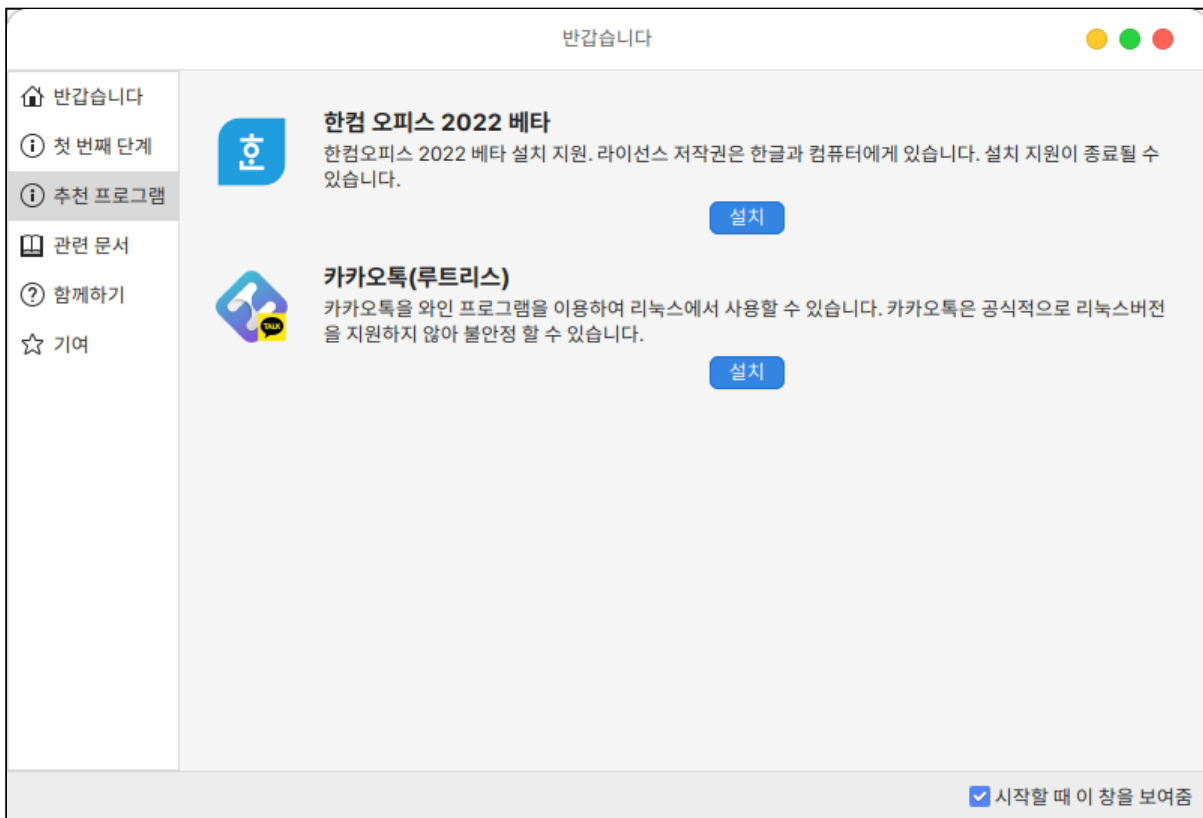 반갑습니다
반갑습니다
첫 번째 단계
추천 프로그램
관련 문서
함께하기
기여
한컴 오피스 2022 베타
한컴오피스 2022 베타 설치 지원. 라이선스 저작권은 한글과 컴퓨터에게 있습니다. 설치 지원이 종료될 수
있습니다.
설치
TALK
카카오톡(루트리스)
카카오톡을 와인 프로그램을 이용하여 리눅스에서 사용할 수 있습니다. 카카오톡은 공식적으로 리눅스버전
을 지원하지 않아 불안정 할 수 있습니다.
설치
시작할 때 이 창을 보여줌